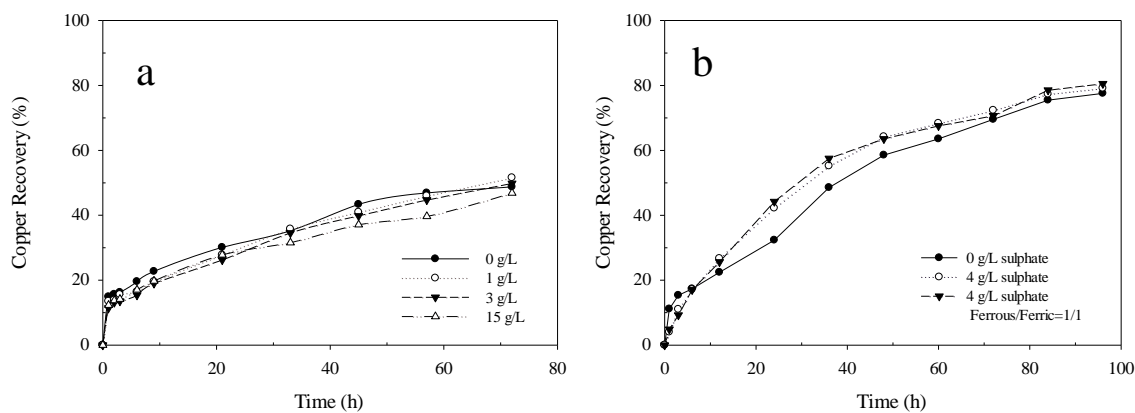 a
Copper Recovery (%)
100
80
60
40
20
0
0 20 40 60 80
Time (h)
0 g/L
1 g/L
3 g/L
15 g/L
b
Copper Recovery (%)
100
80
60
40
20
0
0 20 40 60 80 100
Time (h)
0 g/L sulphate
4 g/L sulphate
4 g/L sulphate
Ferrous/Ferric=1/1